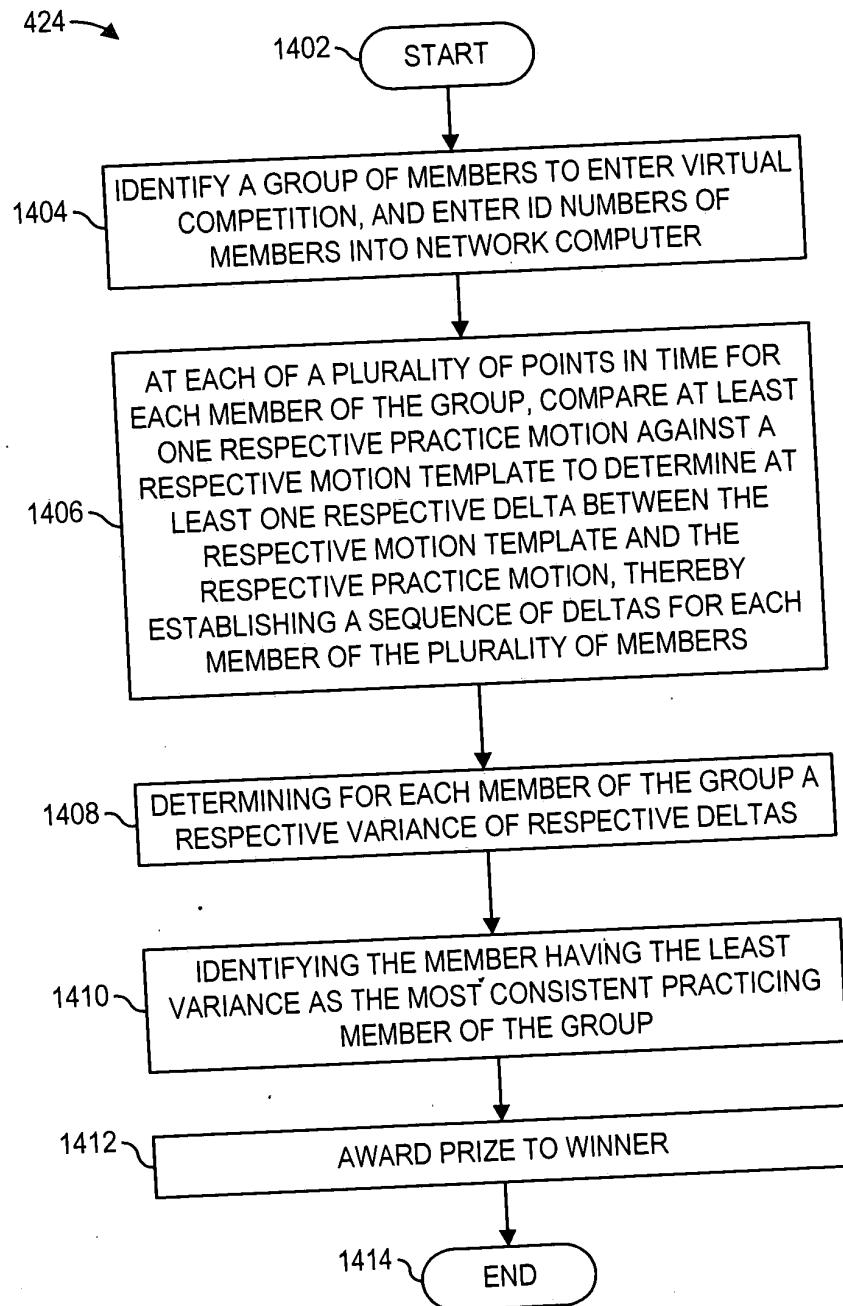 424
1402
START
1404
IDENTIFY A GROUP OF MEMBERS TO ENTER VIRTUAL
COMPETITION, AND ENTER ID NUMBERS OF
MEMBERS INTO NETWORK COMPUTER
1406
AT EACH OF A PLURALITY OF POINTS IN TIME FOR
EACH MEMBER OF THE GROUP, COMPARE AT LEAST
ONE RESPECTIVE PRACTICE MOTION AGAINST A
RESPECTIVE MOTION TEMPLATE TO DETERMINE AT
LEAST ONE RESPECTIVE DELTA BETWEEN THE
RESPECTIVE MOTION TEMPLATE AND THE
RESPECTIVE PRACTICE MOTION, THEREBY
ESTABLISHING A SEQUENCE OF DELTAS FOR EACH
MEMBER OF THE PLURALITY OF MEMBERS
1408
DETERMINING FOR EACH MEMBER OF THE GROUP A
RESPECTIVE VARIANCE OF RESPECTIVE DELTAS
1410
IDENTIFYING THE MEMBER HAVING THE LEAST
VARIANCE AS THE MOST CONSISTENT PRACTICING
MEMBER OF THE GROUP
1412
AWARD PRIZE TO WINNER
1414
END